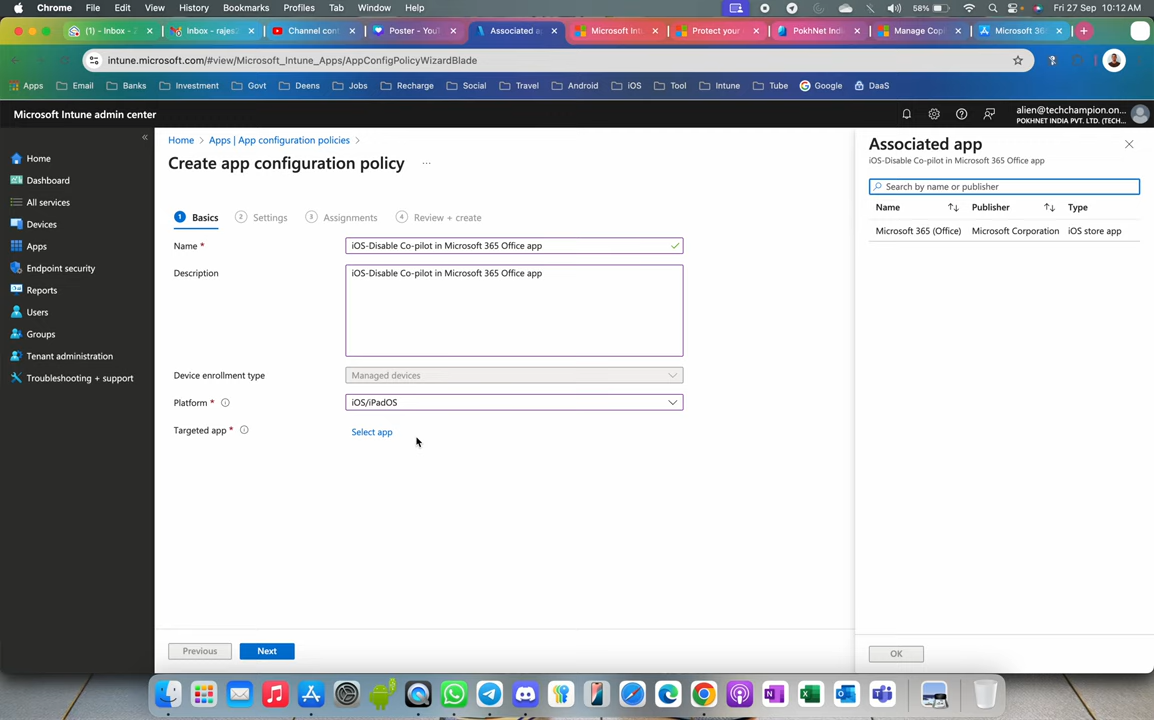 Chrome File Edit View History Bookmarks Profiles Tab Window Help 58% Fri 27 Sep 10:12 AM
(1) - Inbox - Inbox - rajes Channel con Poster - YouT Associated a Microsoft Int Protect your PokhNet Indi Manage Copi Microsoft 36
intune.microsoft.com/#view/Microsoft_Intune_Apps/AppConfigPolicyWizardBlade
Apps Email Banks Investment Govt Deens Jobs Recharge Social Travel Android iOS Tool Intune Tube Google DaaS
Microsoft Intune admin center
alien@techchampion.on...
POKHNET INDIA PVT. LTD. (TECH...
Home
Dashboard
All services
Devices
Apps
Endpoint security
Reports
Users
Groups
Tenant administration
Troubleshooting + support
Home > Apps | App configuration policies >
Create app configuration policy ...
1 Basics 2 Settings 3 Assignments 4 Review + create
Name * iOS-Disable Co-pilot in Microsoft 365 Office app
Description iOS-Disable Co-pilot in Microsoft 365 Office app
Device enrollment type Managed devices
Platform * iOS/iPadOS
Targeted app * Select app
Previous Next
Associated app
iOS-Disable Co-pilot in Microsoft 365 Office app
Search by name or publisher
Name Publisher Type
Microsoft 365 (Office) Microsoft Corporation iOS store app
OK